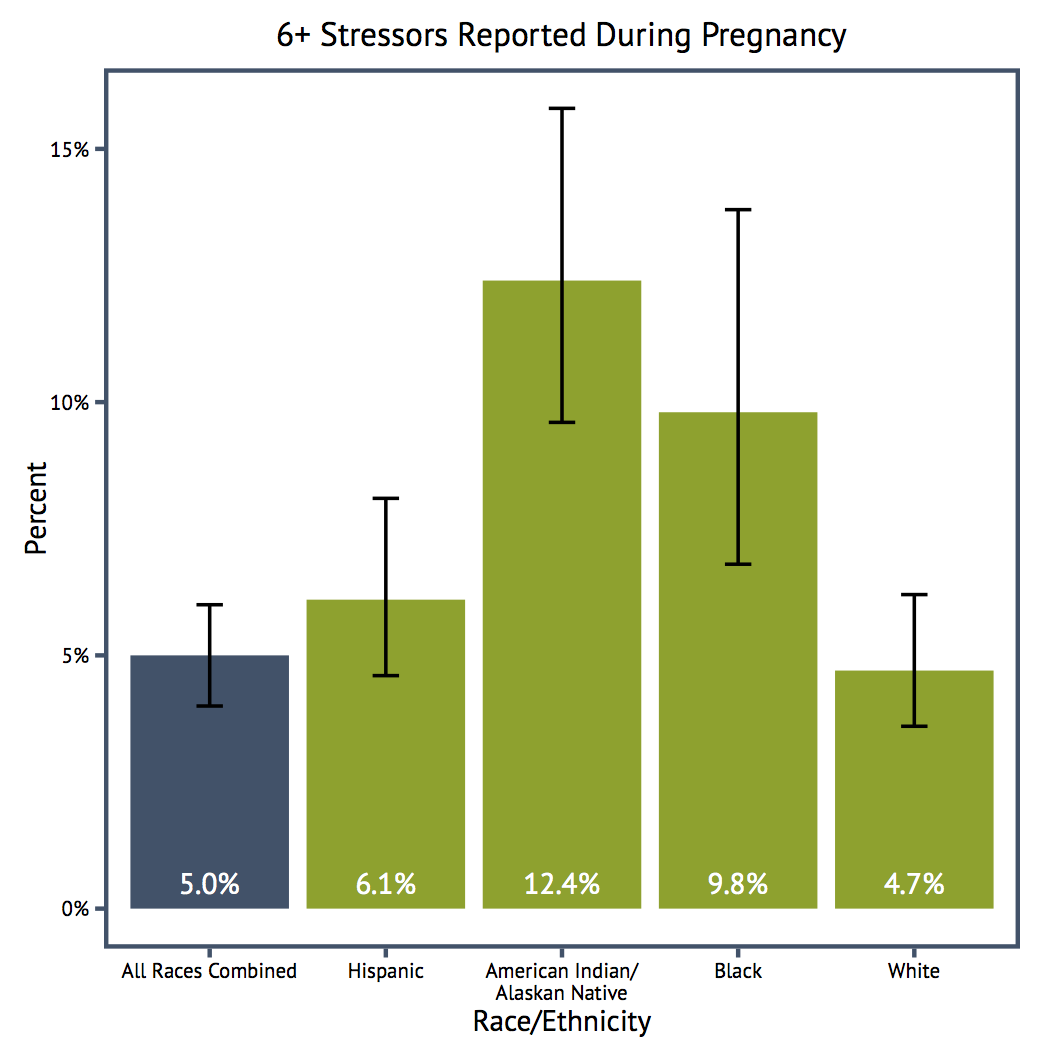 6+ Stressors Reported During Pregnancy
15%
10%
5%
0%
Percent
5.0%
6.1%
12.4%
9.8%
4.7%
All Races Combined
Hispanic
American Indian/
Alaskan Native
Black
White
Race/Ethnicity